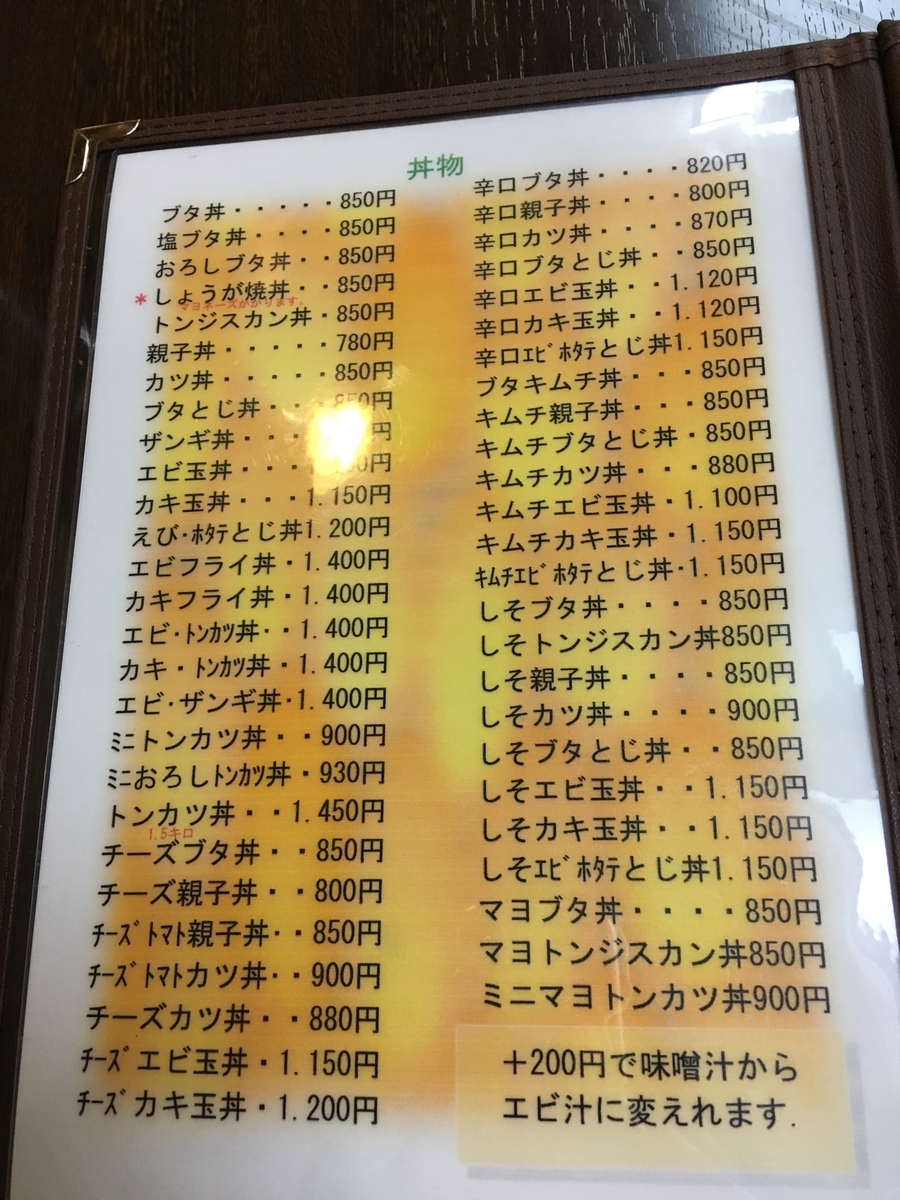 丼物
ブタ丼・・・・・850円
塩ブタ丼・・・・850円
おろしブタ丼・・850円
*しょうが焼丼・・850円
マヨネーズがかかります。
トンジスカン丼・850円
親子丼・・・・・780円
カツ丼・・・・・850円
ブタとじ丼・・・850円
ザンギ丼・・・ 円
エビ玉丼・・・ 円
カキ玉丼・・・1.150円
えび・ﾎﾀﾃとじ丼1.200円
エビフライ丼・1.400円
カキフライ丼・1.400円
エビ・ﾄﾝｶﾂ丼・・1.400円
カキ・ﾄﾝｶﾂ丼・1.400円
エビ・ザンギ丼・1.400円
ﾐﾆトンカツ丼・・900円
ﾐﾆおろしﾄﾝｶﾂ丼・930円
トンカツ丼・・1.450円
1.5キロ
チーズブタ丼・・850円
チーズ親子丼・・800円
ﾁｰｽﾞﾄﾏﾄ親子丼・・850円
ﾁｰｽﾞﾄﾏﾄカツ丼・・900円
チーズカツ丼・・880円
ﾁｰｽﾞエビ玉丼・1.150円
ﾁｰｽﾞカキ玉丼・1.200円
辛口ブタ丼・・・・820円
辛口親子丼・・・・800円
辛口カツ丼・・・・870円
辛口ブタとじ丼・・850円
辛口エビ玉丼・・1.120円
辛口カキ玉丼・・1.120円
辛口ｴﾋﾞﾎﾀﾃとじ丼1.150円
ブタキムチ丼・・・850円
キムチ親子丼・・・850円
キムチブタとじ丼・850円
キムチカツ丼・・・880円
キムチエビ玉丼・1.100円
キムチカキ玉丼・1.150円
ｷﾑﾁｴﾋﾞﾎﾀﾃとじ丼・1.150円
しそブタ丼・・・・850円
しそトンジスカン丼850円
しそ親子丼・・・・850円
しそカツ丼・・・・900円
しそブタとじ丼・・850円
しそエビ玉丼・・1.150円
しそカキ玉丼・・1.150円
しそｴﾋﾞﾎﾀﾃとじ丼1.150円
マヨブタ丼・・・・850円
マヨトンジスカン丼850円
ミニマヨトンカツ丼900円
＋200円で味噌汁から
エビ汁に変えれます.